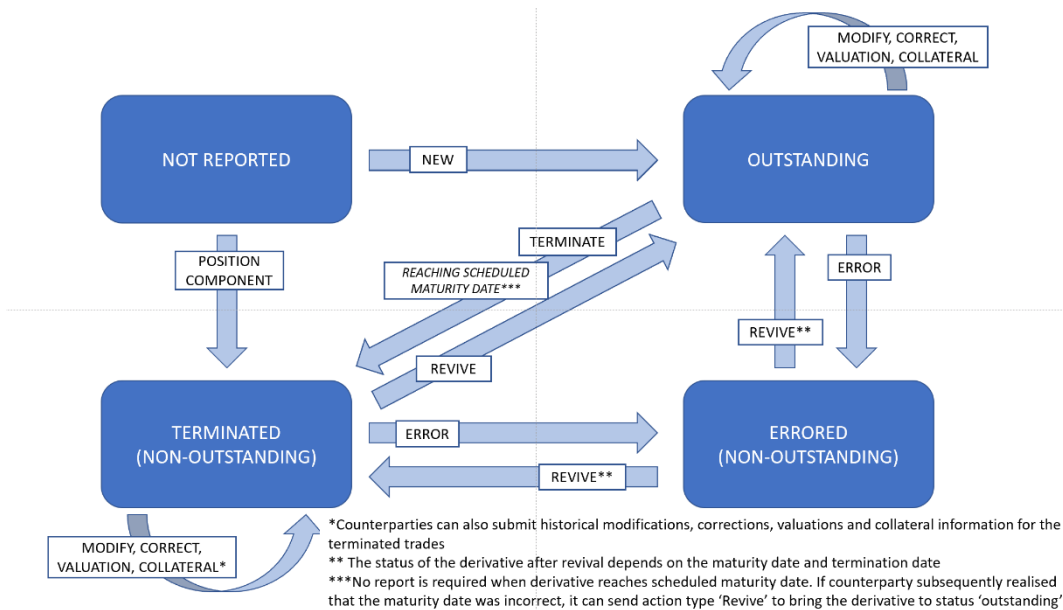 MODIFY, CORRECT,
VALUATION, COLLATERAL
NOT REPORTED
NEW
OUTSTANDING
TERMINATE
POSITION
COMPONENT
REACHING SCHEDULED
MATURITY DATE***
ERROR
REVIVE**
REVIVE
TERMINATED
(NON-OUTSTANDING)
ERROR
ERRORED
(NON-OUTSTANDING)
REVIVE**
MODIFY, CORRECT,
VALUATION, COLLATERAL*
*Counterparties can also submit historical modifications, corrections, valuations and collateral information for the
terminated trades
** The status of the derivative after revival depends on the maturity date and termination date
***No report is required when derivative reaches scheduled maturity date. If counterparty subsequently realised
that the maturity date was incorrect, it can send action type ‘Revive’ to bring the derivative to status ‘outstanding’